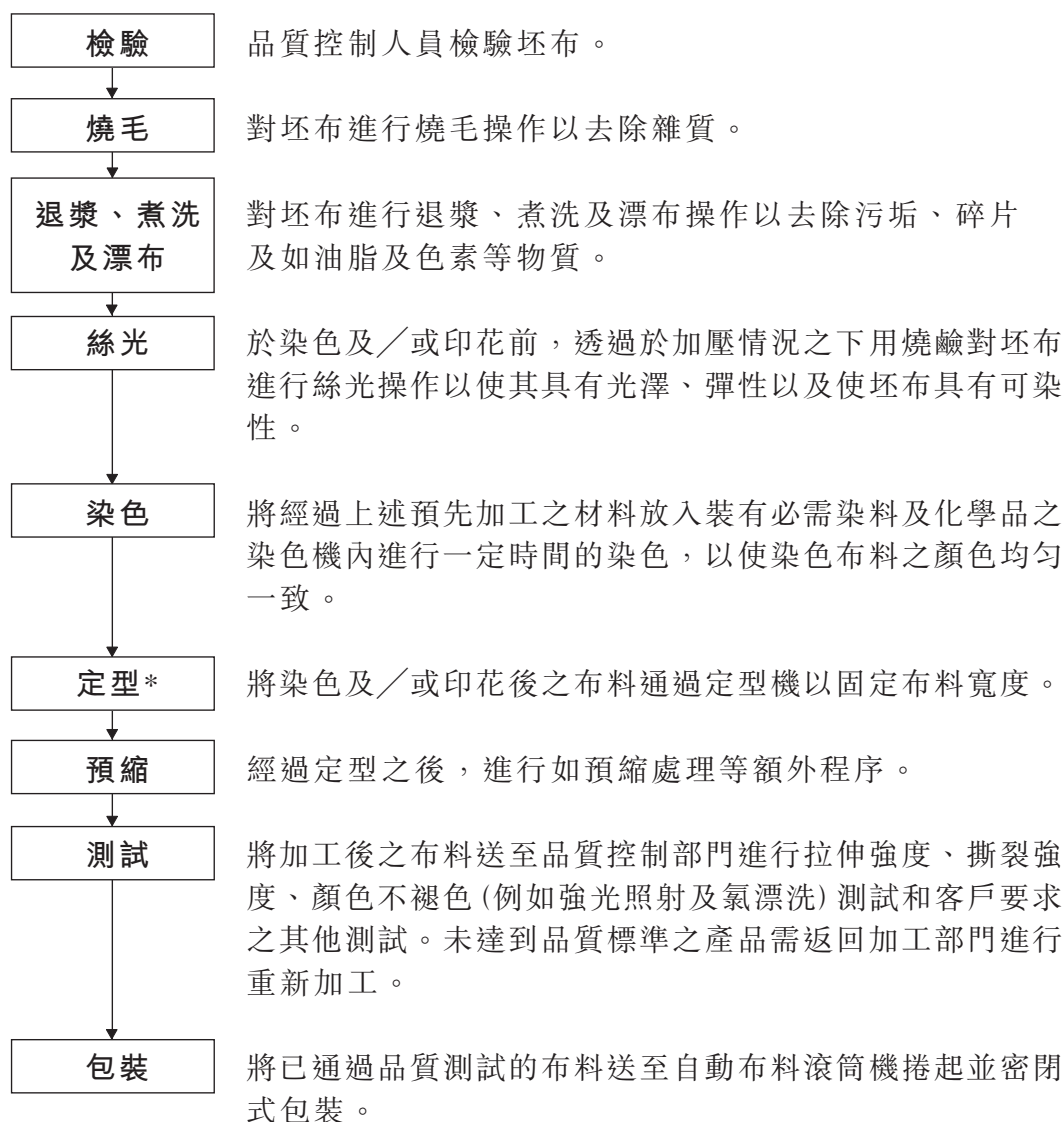 檢驗
品質控制人員檢驗坯布。
燒毛
對坯布進行燒毛操作以去除雜質。
退漿、煮洗
及漂布
對坯布進行退漿、煮洗及漂布操作以去除污垢、碎片
及如油脂及色素等物質。
絲光
於染色及╱或印花前，透過於加壓情況之下用燒鹼對坯布
進行絲光操作以使其具有光澤、彈性以及使坯布具有可染
性。
染色
將經過上述預先加工之材料放入裝有必需染料及化學品之
染色機內進行一定時間的染色，以使染色布料之顏色均勻
一致。
定型*
將染色及╱或印花後之布料通過定型機以固定布料寬度。
預縮
經過定型之後，進行如預縮處理等額外程序。
測試
將加工後之布料送至品質控制部門進行拉伸強度、撕裂強
度、顏色不褪色(例如強光照射及氯漂洗)測試和客戶要求
之其他測試。未達到品質標準之產品需返回加工部門進行
重新加工。
包裝
將已通過品質測試的布料送至自動布料滾筒機捲起並密閉
式包裝。